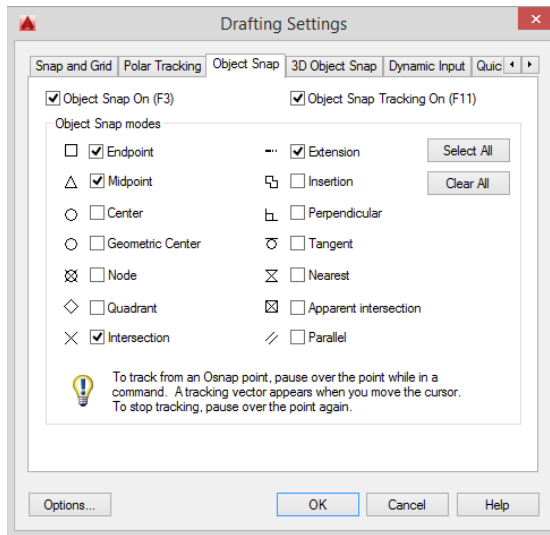 Drafting Settings
Snap and Grid Polar Tracking Object Snap 3D Object Snap Dynamic Input Quic
Object Snap On (F3) Object Snap Tracking On (F11)
Object Snap modes
Endpoint Extension Select All
Midpoint Insertion Clear All
Center Perpendicular
Geometric Center Tangent
Node Nearest
Quadrant Apparent intersection
Intersection Parallel
To track from an Osnap point, pause over the point while in a
command. A tracking vector appears when you move the cursor.
To stop tracking, pause over the point again.
Options... OK Cancel Help